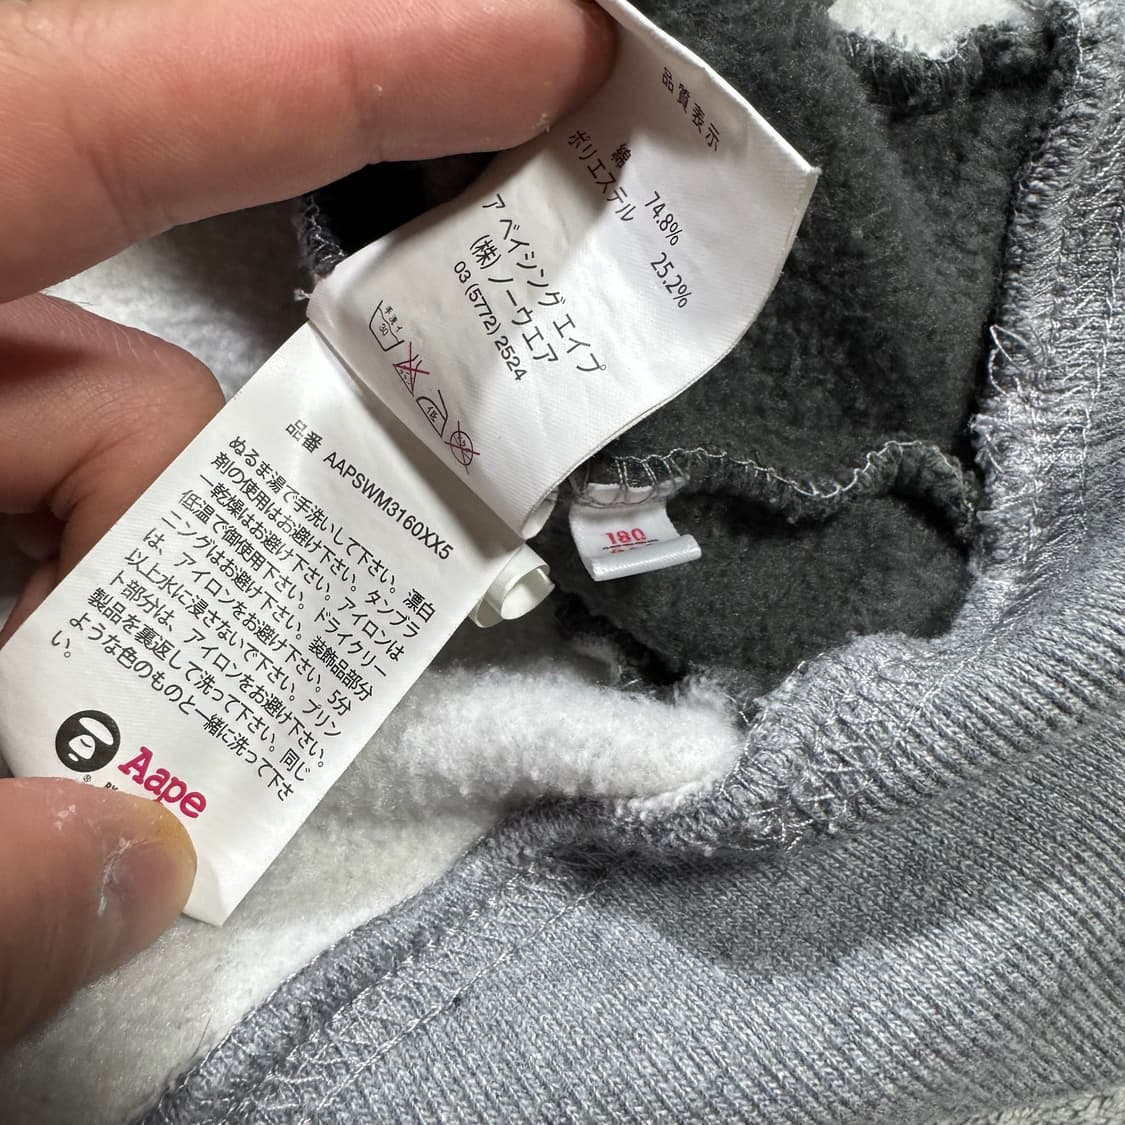 品質表示
綿 74.8%
ポリエステル 25.2%
アベイシングエイプ
(株)ノーウエア
03(5772)2524
手洗イ
30
低
品番 AAPSWM3160XX5
ぬるま湯で手洗いして下さい。漂白
剤の使用はお避け下さい。タンブラ
ー乾燥はお避け下さい。アイロンは
低温で御使用下さい。ドライクリー
ニングはお避け下さい。装飾品部分
は、アイロンをお避け下さい。5分
以上水に浸さないで下さい。プリン
ト部分は、アイロンをお避け下さい。
製品を裏返して洗って下さい。同じ
ような色のものと一緒に洗って下さ
い。
Aape
®
BY
180